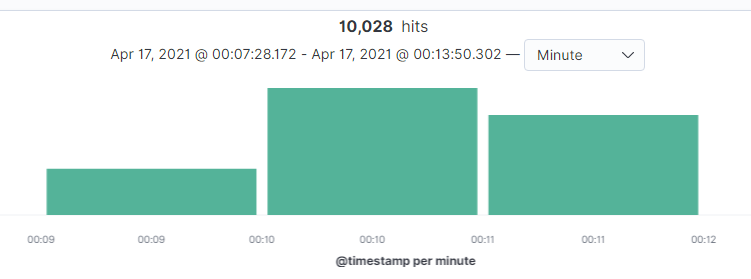 10,028 hits
Apr 17, 2021 @ 00:07:28.172 - Apr 17, 2021 @ 00:13:50.302 — Minute
00:09 00:09 00:10 00:10 00:11 00:11 00:12
@timestamp per minute